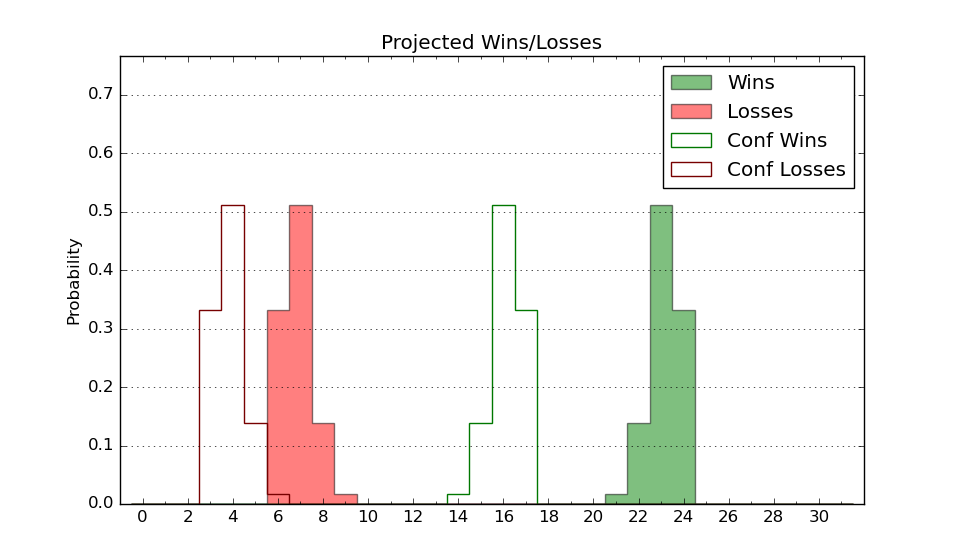 Projected Wins/Losses
Wins
Losses
Conf Wins
Conf Losses
Probability
0.7
0.6
0.5
0.4
0.3
0.2
0.1
0.0
0 2 4 6 8 10 12 14 16 18 20 22 24 26 28 30